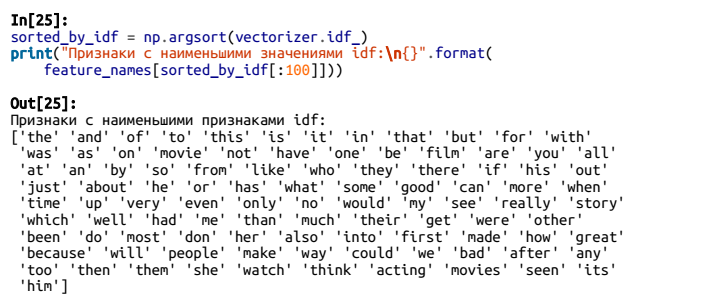 In[25]:
sorted_by_idf = np.argsort(vectorizer.idf_)
print("Признаки с наименьшими значениями idf:\n{}".format(
    feature_names[sorted_by_idf[:100]]))
Out[25]:
Признаки с наименьшими признаками idf:
['the' 'and' 'of' 'to' 'this' 'is' 'it' 'in' 'that' 'but' 'for' 'with'
 'was' 'as' 'on' 'movie' 'not' 'have' 'one' 'be' 'film' 'are' 'you' 'all'
 'at' 'an' 'by' 'so' 'from' 'like' 'who' 'they' 'there' 'if' 'his' 'out'
 'just' 'about' 'he' 'or' 'has' 'what' 'some' 'good' 'can' 'more' 'when'
 'time' 'up' 'very' 'even' 'only' 'no' 'would' 'my' 'see' 'really' 'story'
 'which' 'well' 'had' 'me' 'than' 'much' 'their' 'get' 'were' 'other'
 'been' 'do' 'most' 'don' 'her' 'also' 'into' 'first' 'made' 'how' 'great'
 'because' 'will' 'people' 'make' 'way' 'could' 'we' 'bad' 'after' 'any'
 'too' 'then' 'them' 'she' 'watch' 'think' 'acting' 'movies' 'seen' 'its'
 'him']